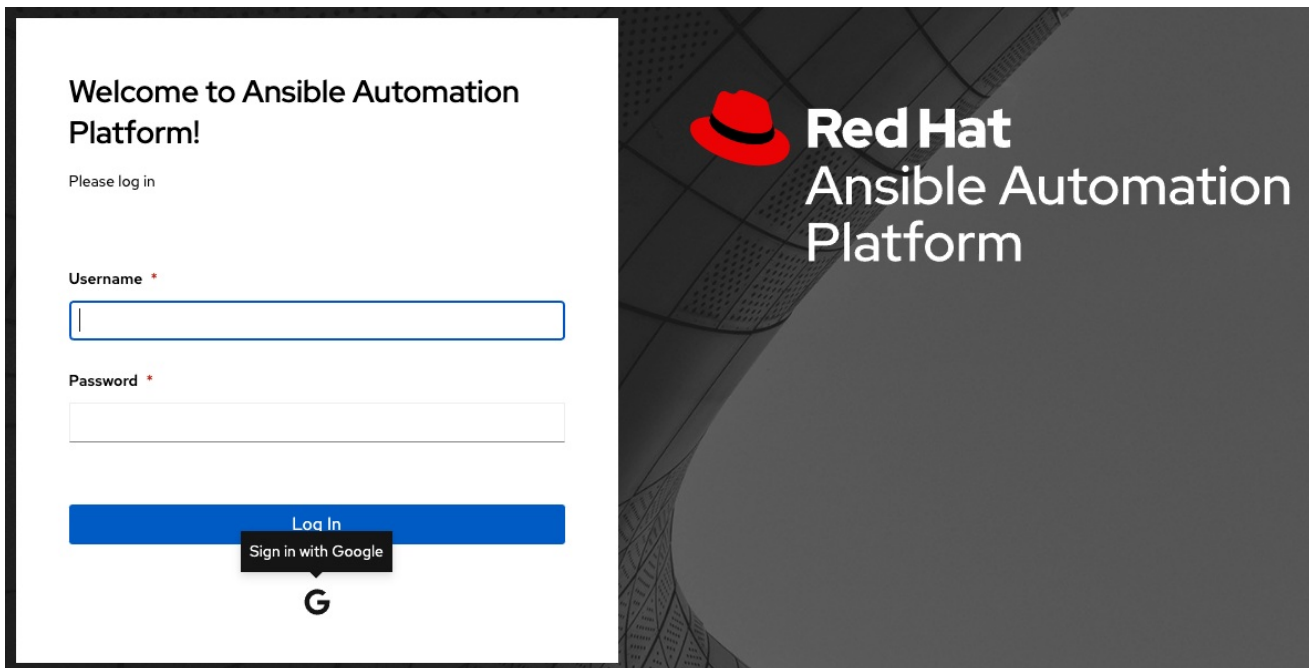 Welcome to Ansible Automation
Platform!
Please log in
Username *
Password *
Log In
Sign in with Google
G
Red Hat
Ansible Automation
Platform